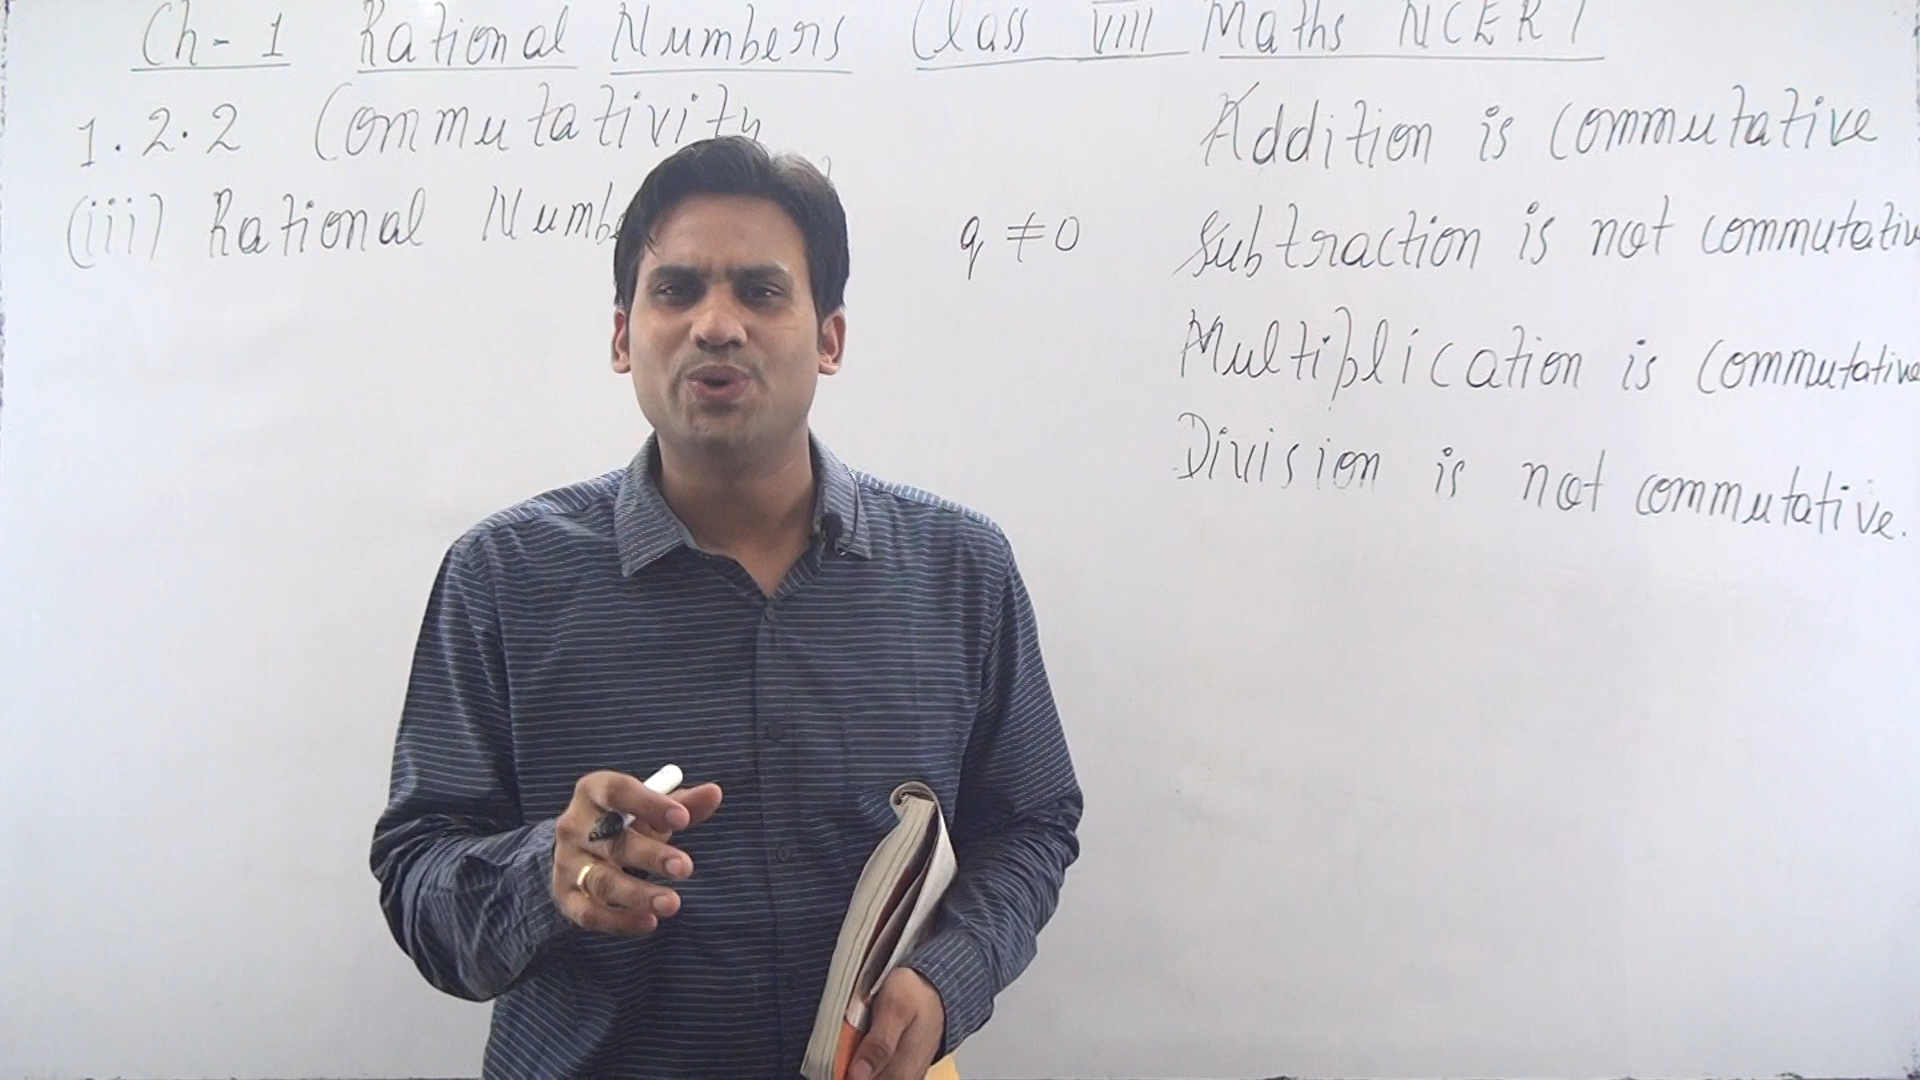 Ch-1 Rational Numbers Class VIII Maths NCERT
1.2.2 Commutativity
(iii) Rational
q ≠ 0
Addition is commutative
Subtraction is not
Multiplication is commutative
Division is not commutative.